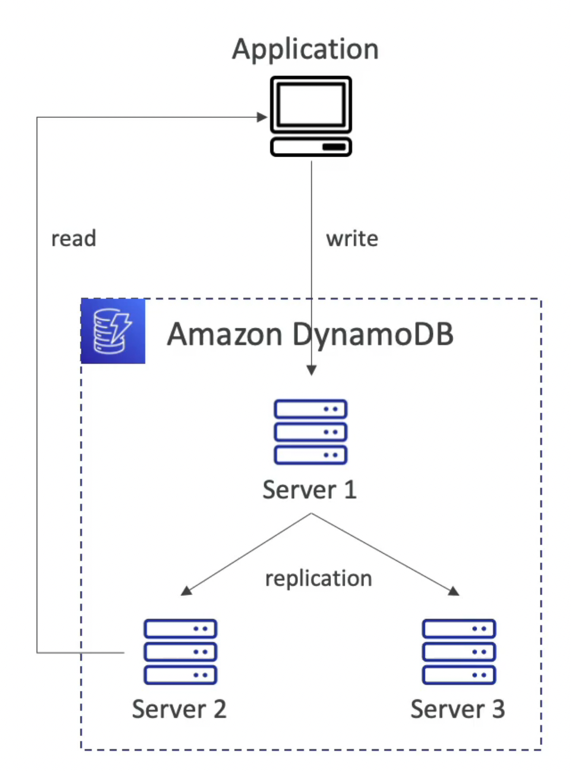 Application
read
write
Amazon DynamoDB
Server 1
replication
Server 2
Server 3